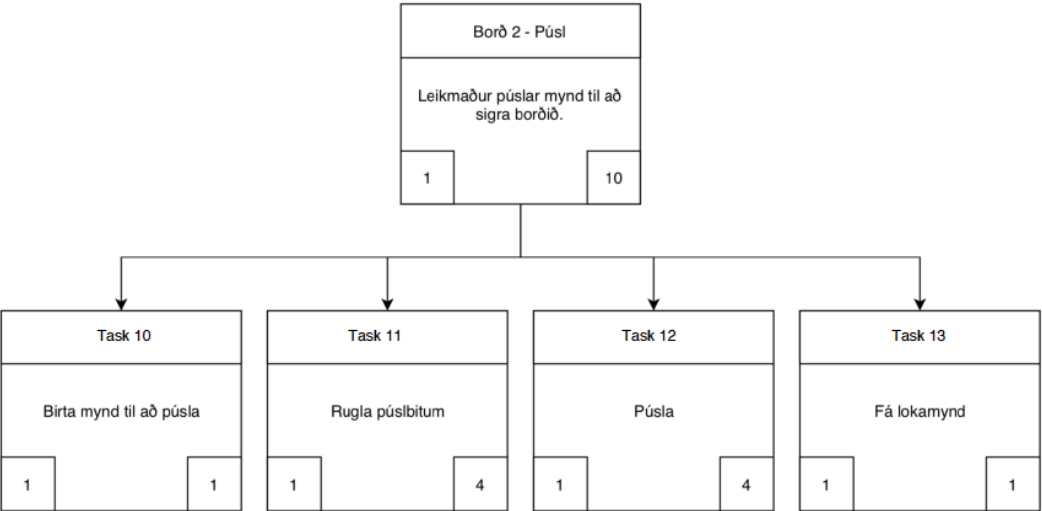 Borð 2 - Púsl
Leikmaður púslar mynd til að
sigra borðið.
1
10
Task 10
Birta mynd til að púsla
1
1
Task 11
Rugla púslbitum
1
4
Task 12
Púsla
1
4
Task 13
Fá lokamynd
1
1